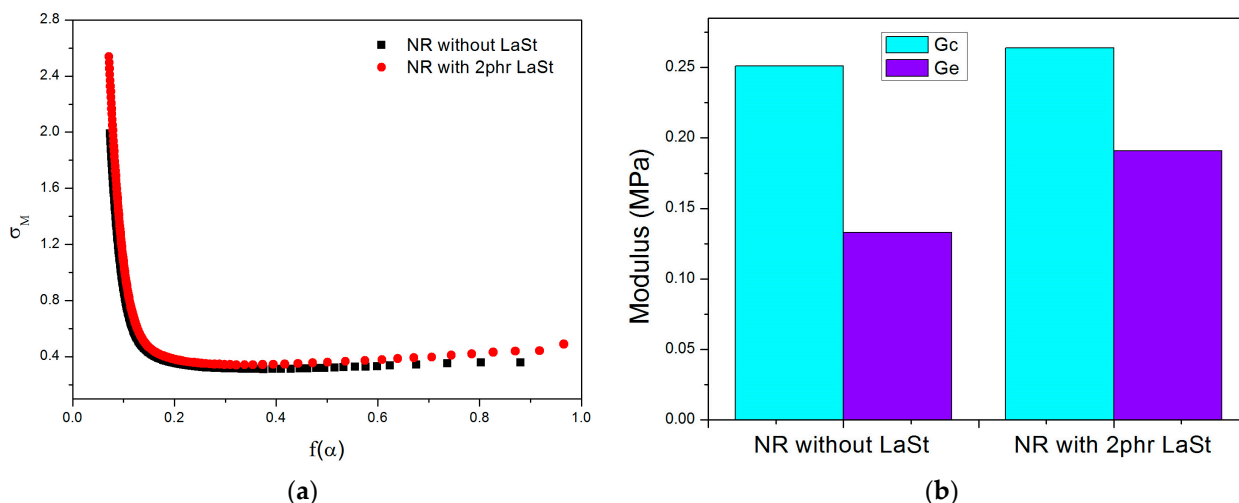 2.8
2.4
2.0
1.6
1.2
0.8
0.4
σM
0.0 0.2 0.4 0.6 0.8 1.0
f(α)
NR without LaSt
NR with 2phr LaSt
(a)
0.25
0.20
0.15
0.10
0.05
0.00
Modulus (MPa)
Gc
Ge
NR without LaSt NR with 2phr LaSt
(b)